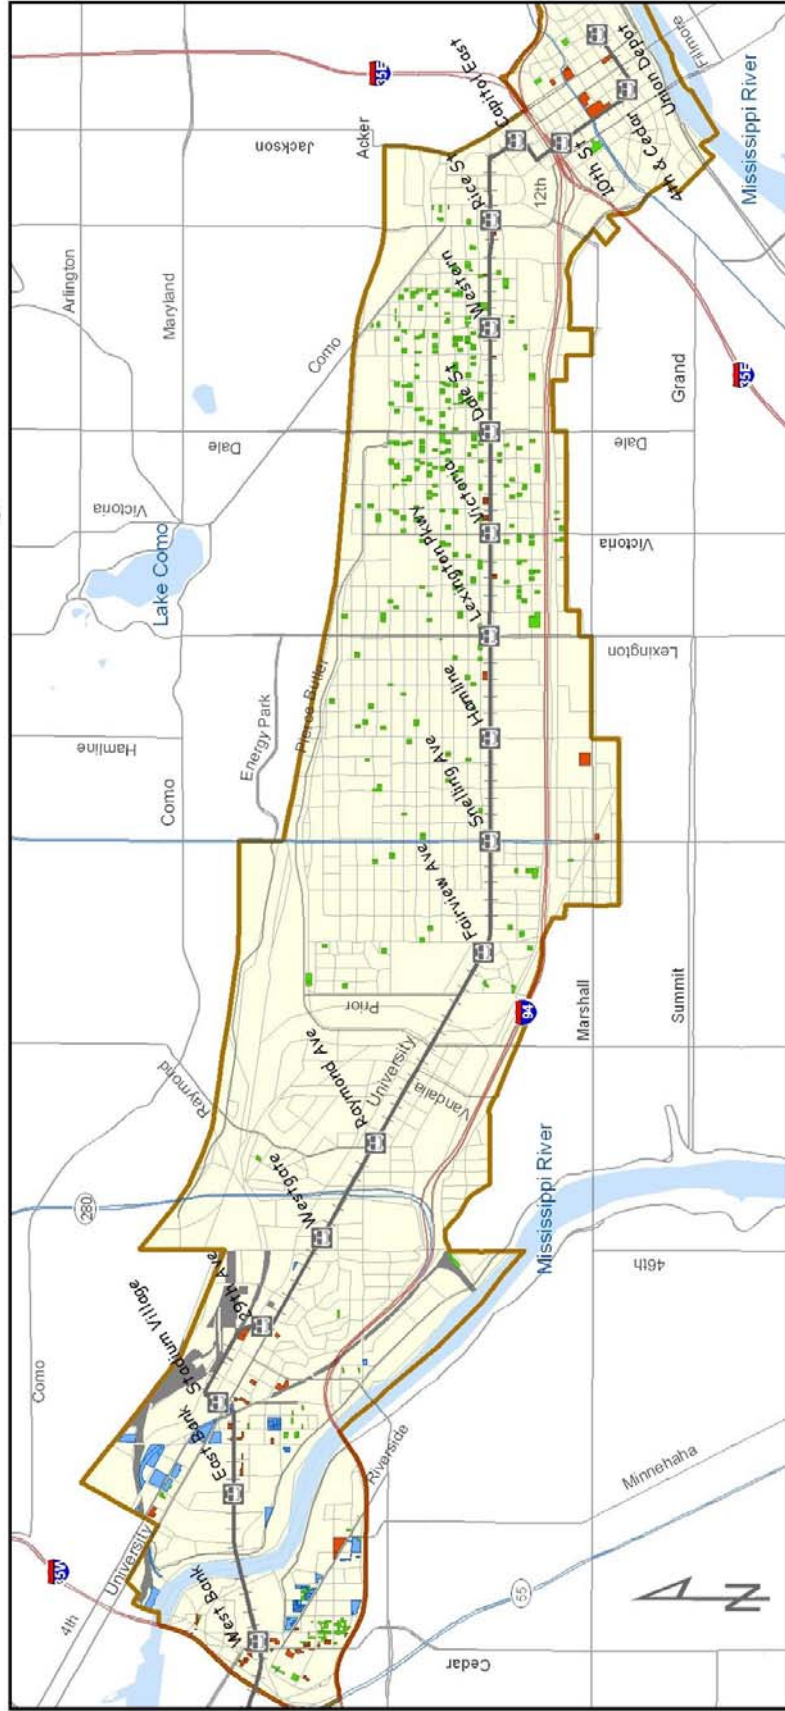 35W
4th
University
West Bank
Cedar
55
Minnehaha
Riverside
East Bank
Stadium Village
29th Ave
Como
280
Westgate
46th
Mississippi River
Raymond
Raymond Ave
University
Vandalia
94
Prior
Fairview Ave
Marshall
Summit
Snelling Ave
Hamline
Como
Hamline
Energy Park
Pierce Butler
Lexington
Lexington Pkwy
Victoria
Lake Como
Victoria
Victoria
Dale
Dale St
Dale
Como
Grand
35E
Western
Maryland
Arlington
Rice St
12th
Acker
Jackson
Capitol East
10th St
4th & Cedar
Union Depot
Fillmore
Mississippi River
35E
N